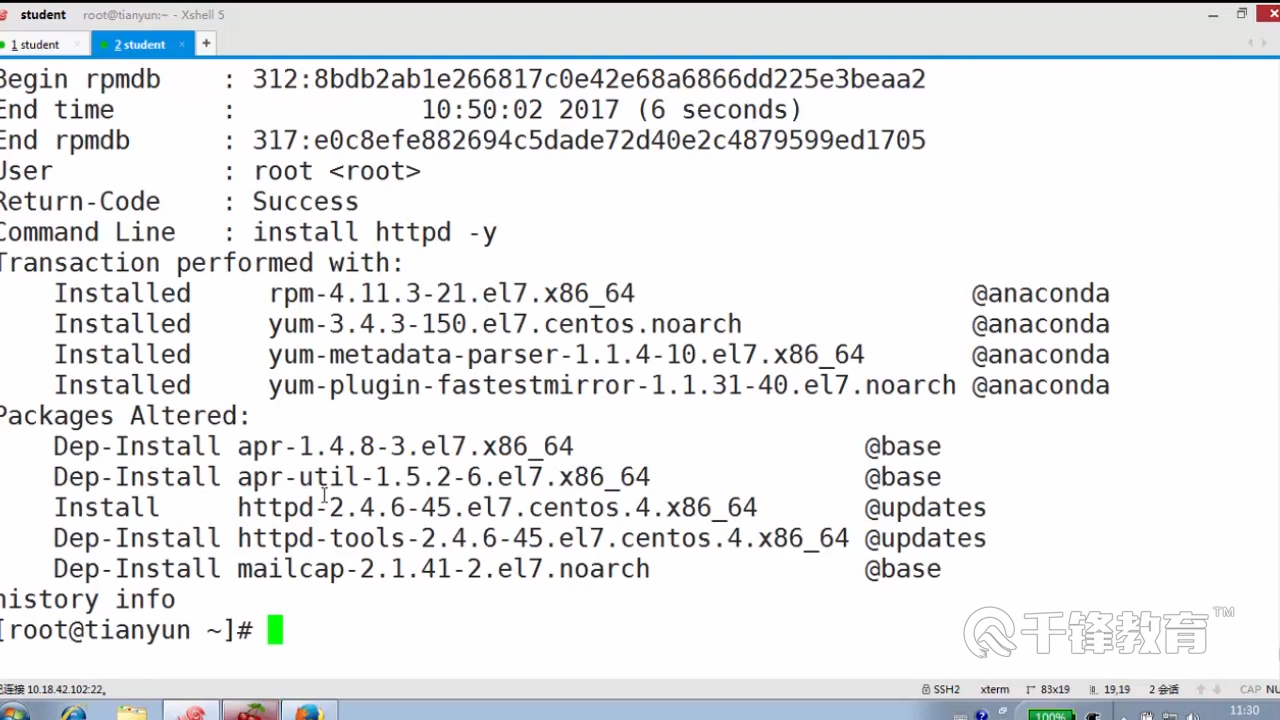 student root@tianyun:~ - Xshell 5
1 student × 2 student × +
Begin rpmdb : 312:8bdb2ab1e266817c0e42e68a6866dd225e3beaa2
End time : 10:50:02 2017 (6 seconds)
End rpmdb : 317:e0c8efe882694c5dade72d40e2c4879599ed1705
User : root <root>
Return-Code : Success
Command Line : install httpd -y
Transaction performed with:
Installed rpm-4.11.3-21.el7.x86_64 @anaconda
Installed yum-3.4.3-150.el7.centos.noarch @anaconda
Installed yum-metadata-parser-1.1.4-10.el7.x86_64 @anaconda
Installed yum-plugin-fastestmirror-1.1.31-40.el7.noarch @anaconda
Packages Altered:
Dep-Install apr-1.4.8-3.el7.x86_64 @base
Dep-Install apr-util-1.5.2-6.el7.x86_64 @base
Install httpd-2.4.6-45.el7.centos.4.x86_64 @updates
Dep-Install httpd-tools-2.4.6-45.el7.centos.4.x86_64 @updates
Dep-Install mailcap-2.1.41-2.el7.noarch @base
history info
[root@tianyun ~]#
千锋教育™
已连接 10.18.42.102:22。 SSH2 xterm 83x19 19,19 2 会话 CAP NU
100% 11:30